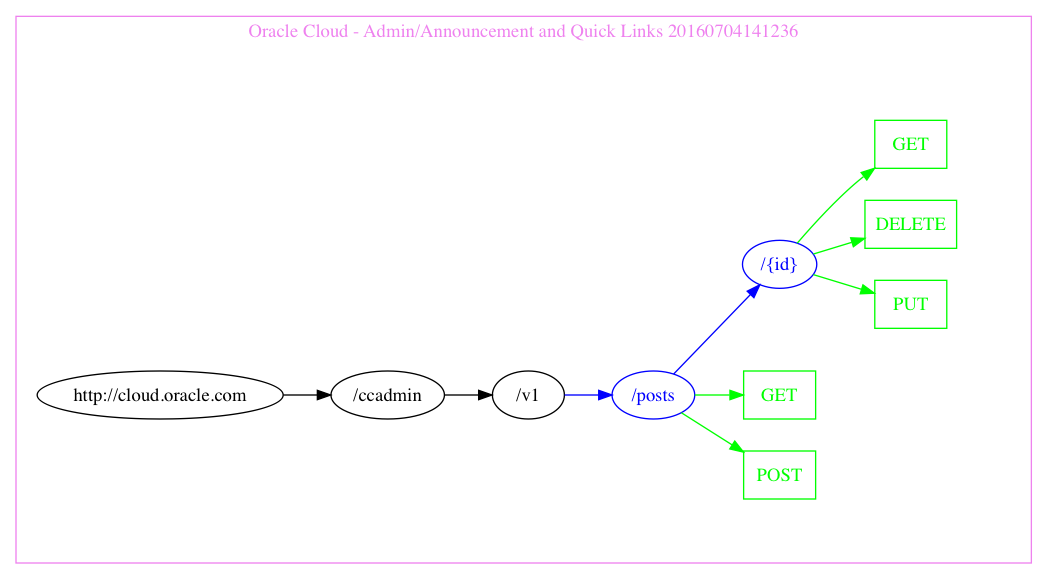 Oracle Cloud - Admin/Announcement and Quick Links 20160704141236
GET
DELETE
/{id}
PUT
http://cloud.oracle.com
/ccadmin
/v1
/posts
GET
POST